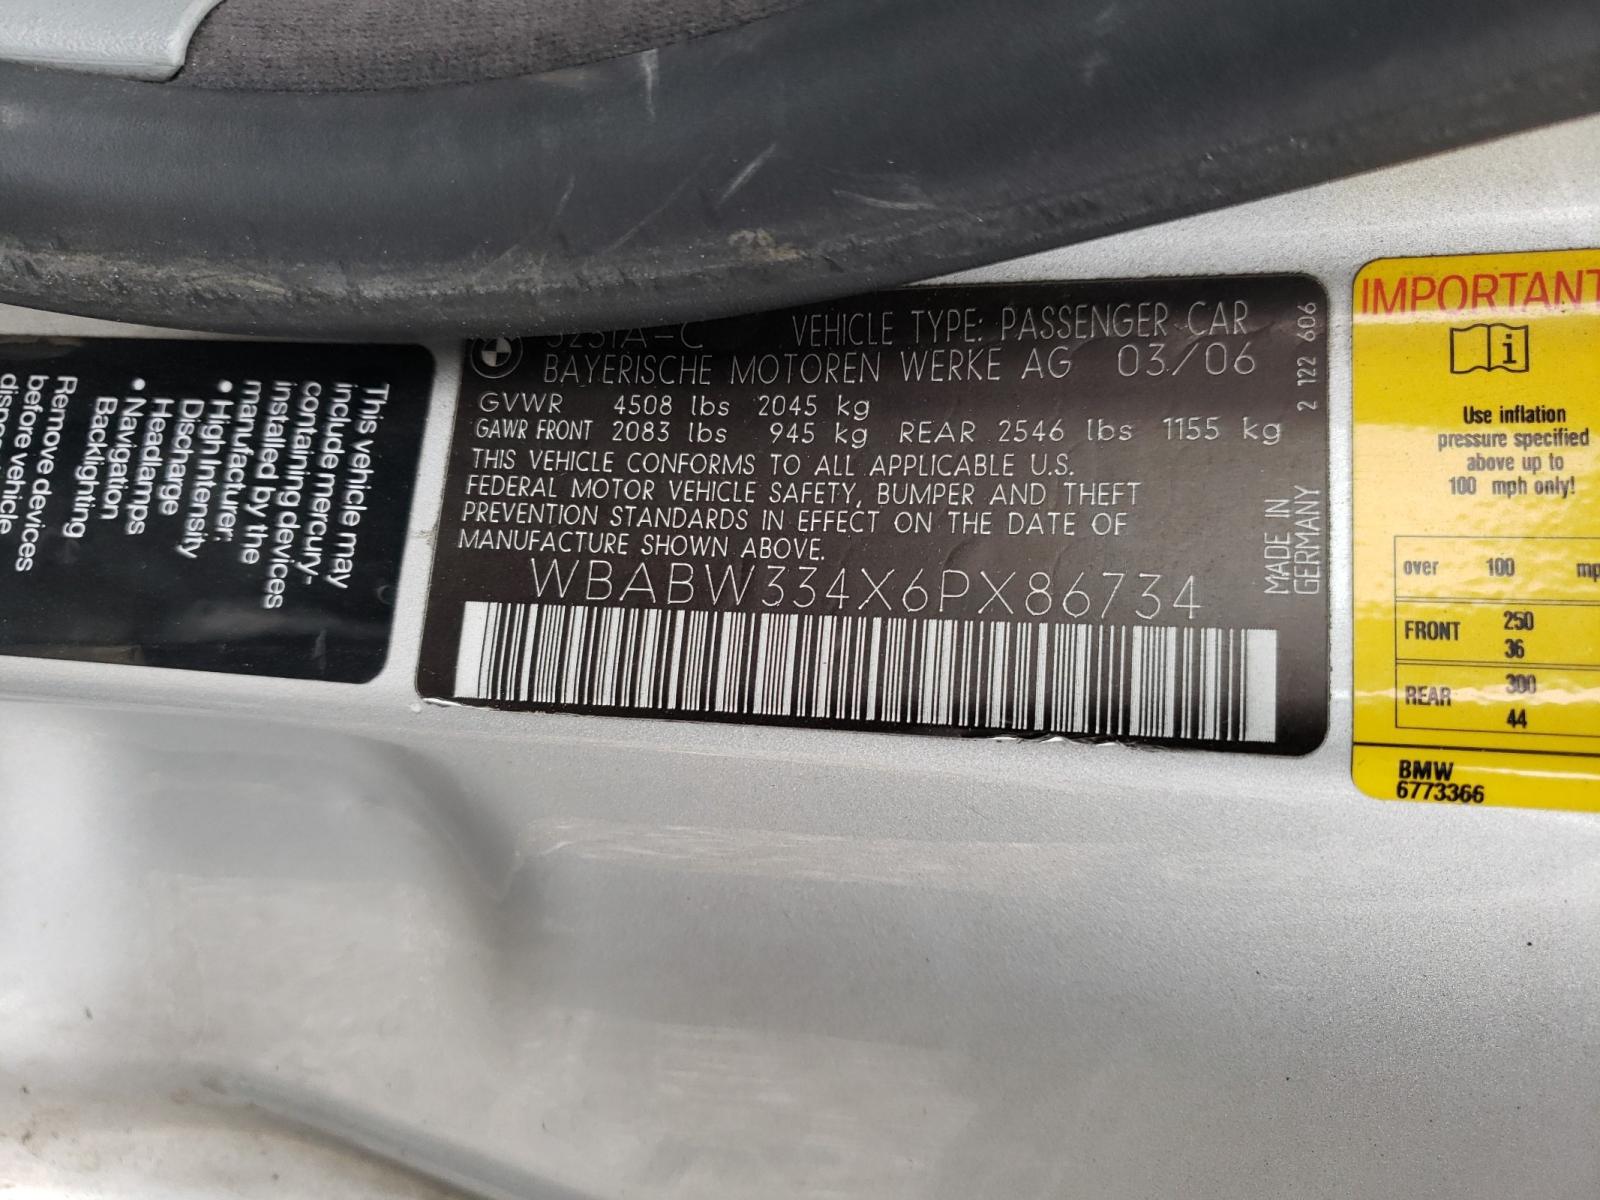 This vehicle may
include mercury-
containing devices
installed by the
manufacturer:
• High Intensity
Discharge
Headlamps
• Navigation
Backlighting
Remove devices
before vehicle
VEHICLE TYPE: PASSENGER CAR
BAYERISCHE MOTOREN WERKE AG 03/06
GVWR 4508 lbs 2045 kg
GAWR FRONT 2083 lbs 945 kg REAR 2546 lbs 1155 kg
THIS VEHICLE CONFORMS TO ALL APPLICABLE U.S.
FEDERAL MOTOR VEHICLE SAFETY, BUMPER AND THEFT
PREVENTION STANDARDS IN EFFECT ON THE DATE OF
MANUFACTURE SHOWN ABOVE.
WBABW334X6PX86734
MADE IN
GERMANY
2 122 606
IMPORTANT
i
Use inflation
pressure specified
above up to
100 mph only!
over 100 mp
FRONT 250
36
REAR 300
44
BMW
6773366